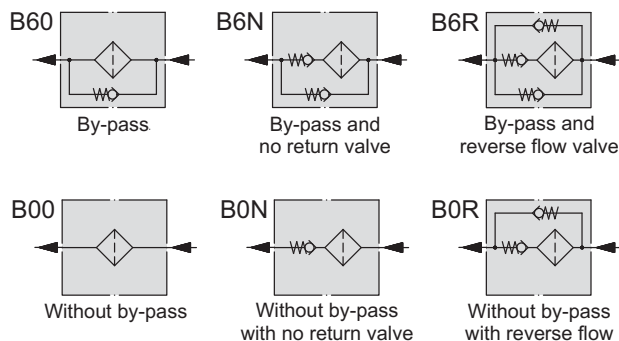 B60
By-pass
B6N
By-pass and
no return valve
B6R
By-pass and
reverse flow valve
B00
Without by-pass
B0N
Without by-pass
with no return valve
B0R
Without by-pass
with reverse flow